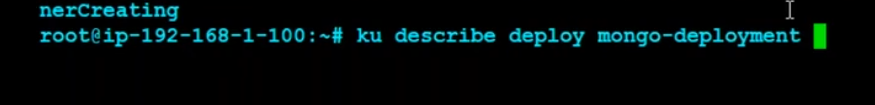 nerCreating
root@ip-192-168-1-100:~# ku describe deploy mongo-deployment